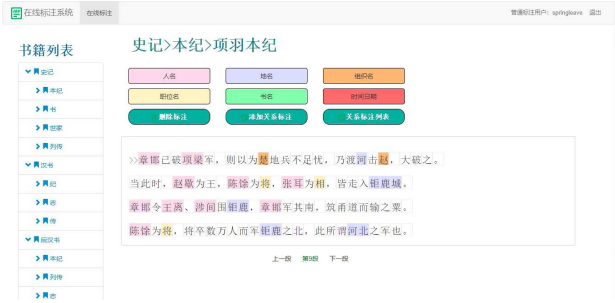 在线标注系统 在线标注
普通标注用户：springleave 退出
书籍列表
史记
本纪
书
世家
列传
汉书
纪
志
传
后汉书
本纪
列传
志
史记>本纪>项羽本纪
人名 地名 组织名
职位名 书名 时间日期
删除标注 添加关系标注 关系标注列表
>>章邯已破项梁军，则以为楚地兵不足忧，乃渡河击赵，大破之。
当此时，赵歇为王，陈馀为将，张耳为相，皆走入钜鹿城。
章邯令王离、涉间围钜鹿，章邯军其南，筑甬道而输之粟。
陈馀为将，将卒数万人而军钜鹿之北，此所谓河北之军也。
上一段 第9段 下一段